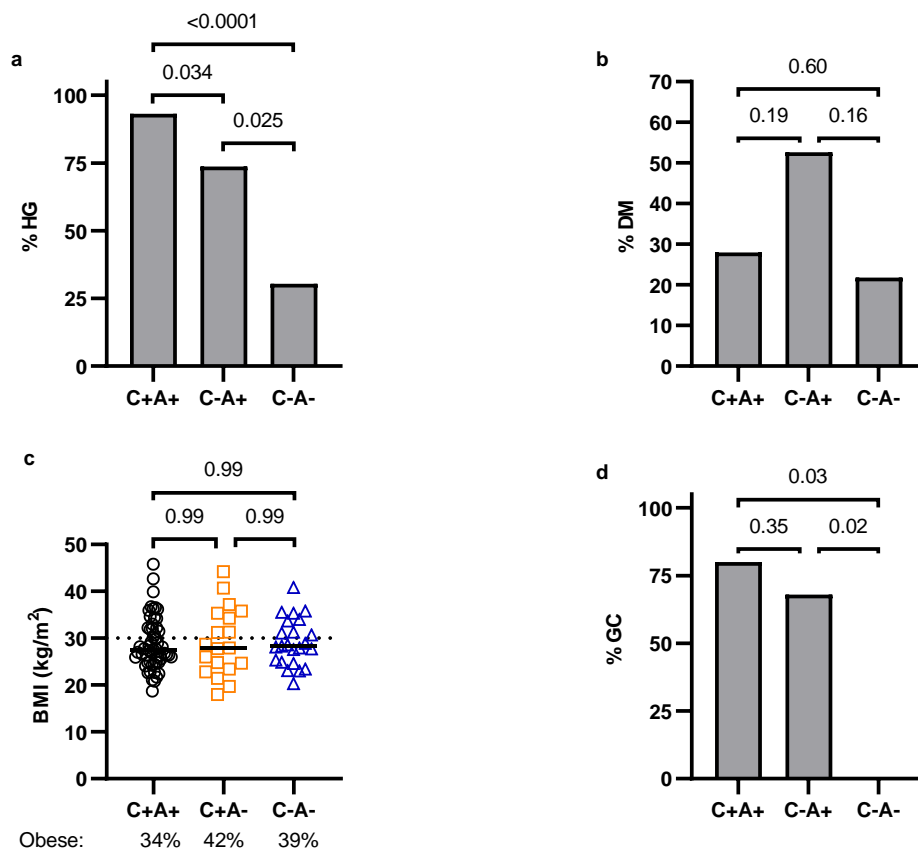 a
<0.0001
0.034
0.025
100
75
50
25
0
% HG
C+A+ C-A+ C-A-
b
0.60
0.19 0.16
70
60
50
40
30
20
10
0
% DM
C+A+ C-A+ C-A-
c
0.99
0.99 0.99
50
40
30
20
10
0
BMI (kg/m²)
C+A+ C+A- C-A-
Obese: 34% 42% 39%
d
0.03
0.35 0.02
100
75
50
25
0
% GC
C+A+ C-A+ C-A-